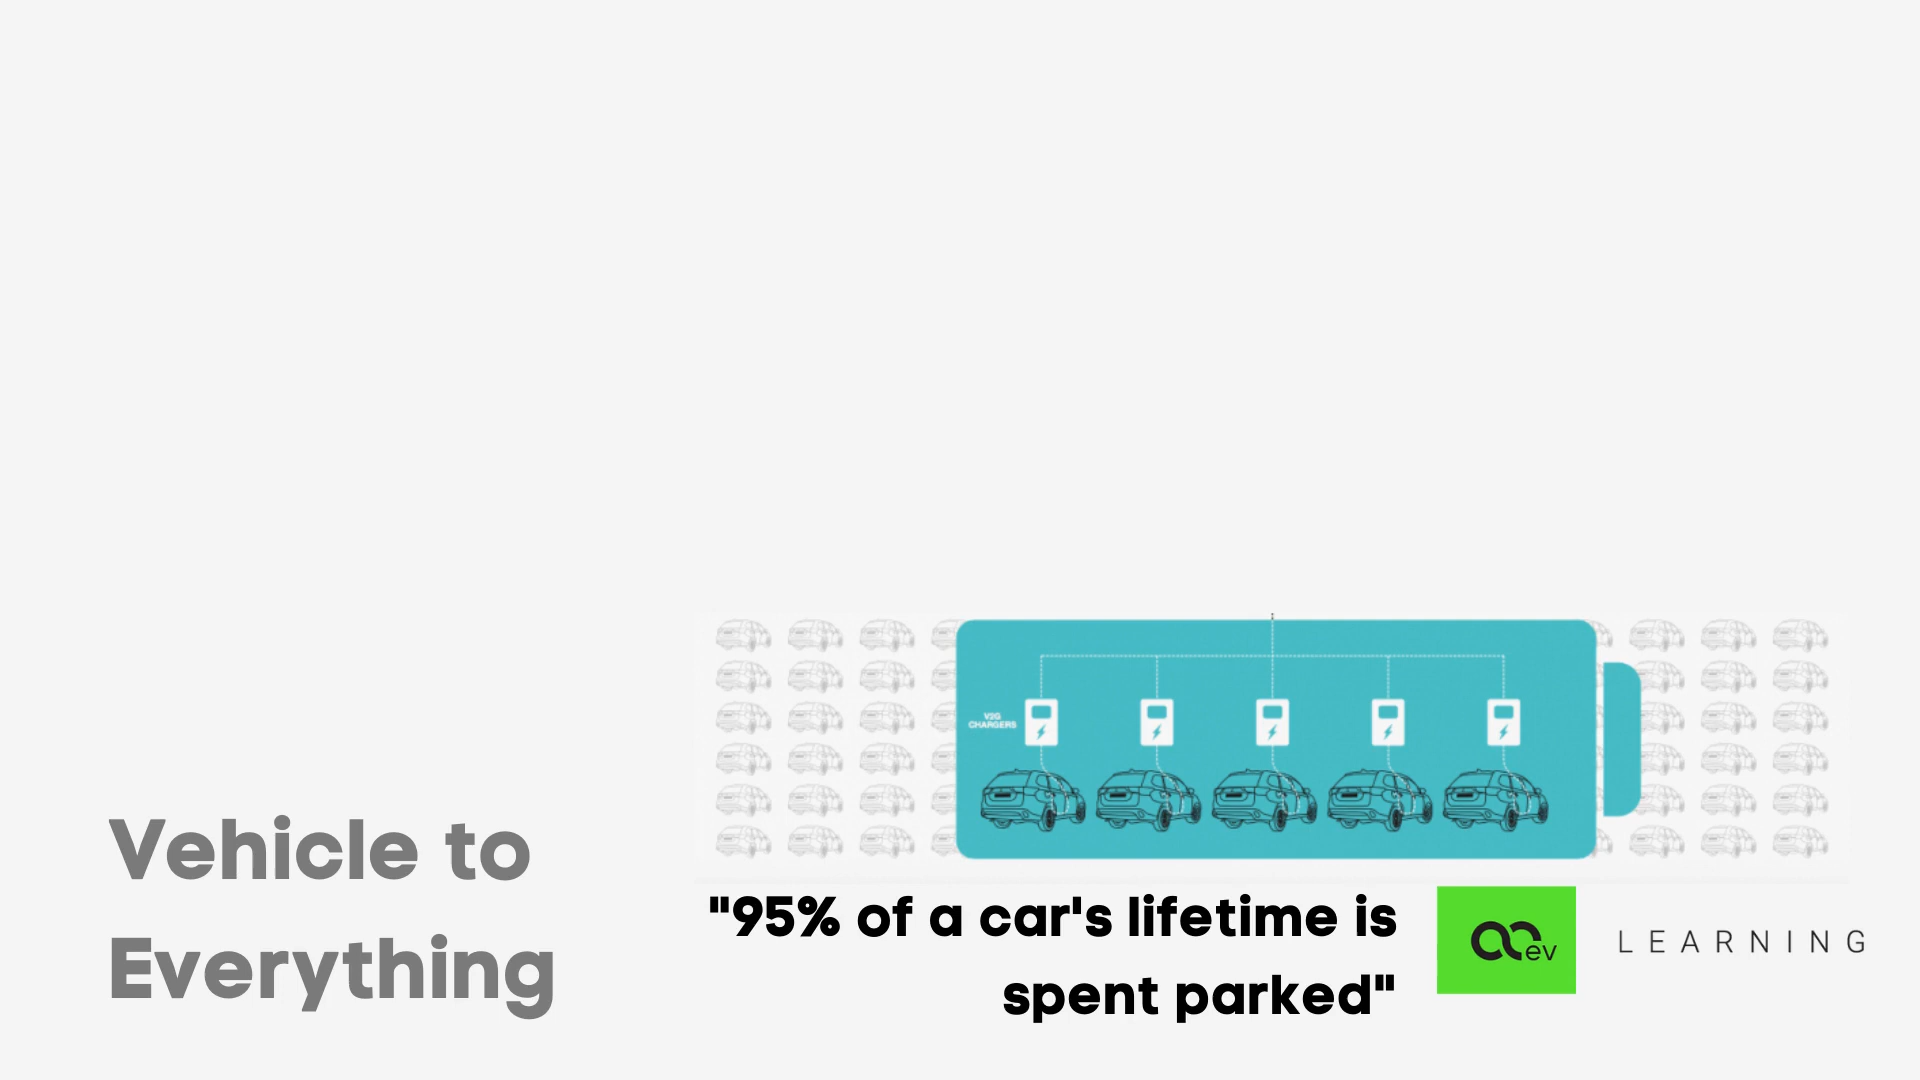 V2G
CHARGERS
Vehicle to
Everything
"95% of a car's lifetime is
spent parked"
ev
LEARNING